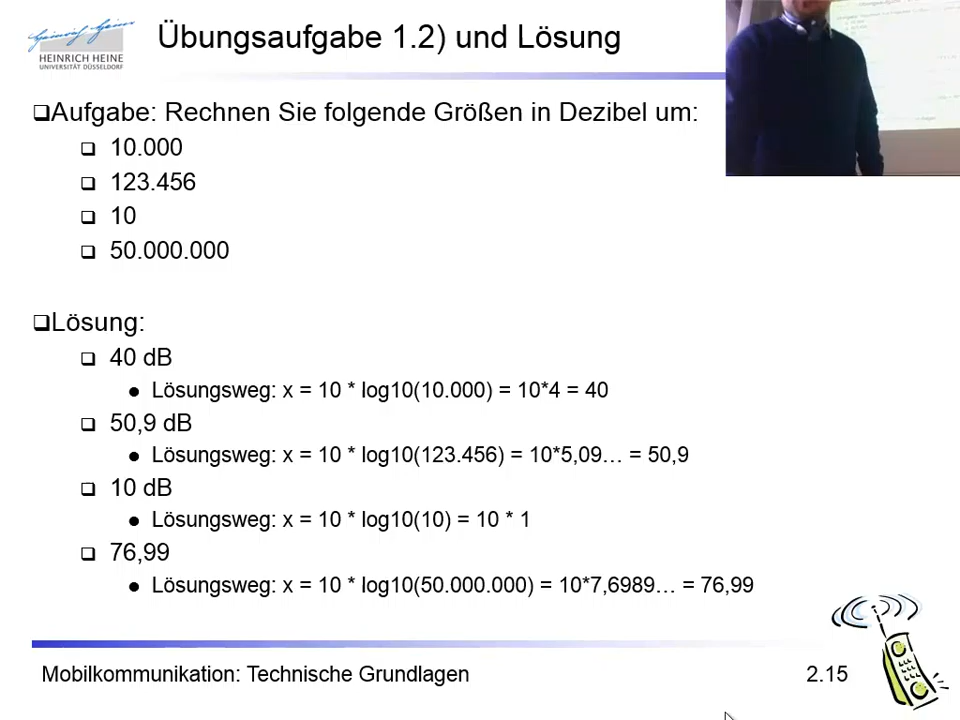 Heinrich Heine
HEINRICH HEINE
UNIVERSITÄT DÜSSELDORF
Übungsaufgabe 1.2) und Lösung
Aufgabe: Rechnen Sie folgende Größen in Dezibel um:
10.000
123.456
10
50.000.000
Lösung:
40 dB
Lösungsweg: x = 10 * log10(10.000) = 10*4 = 40
50,9 dB
Lösungsweg: x = 10 * log10(123.456) = 10*5,09… = 50,9
10 dB
Lösungsweg: x = 10 * log10(10) = 10 * 1
76,99
Lösungsweg: x = 10 * log10(50.000.000) = 10*7,6989… = 76,99
Mobilkommunikation: Technische Grundlagen
2.15